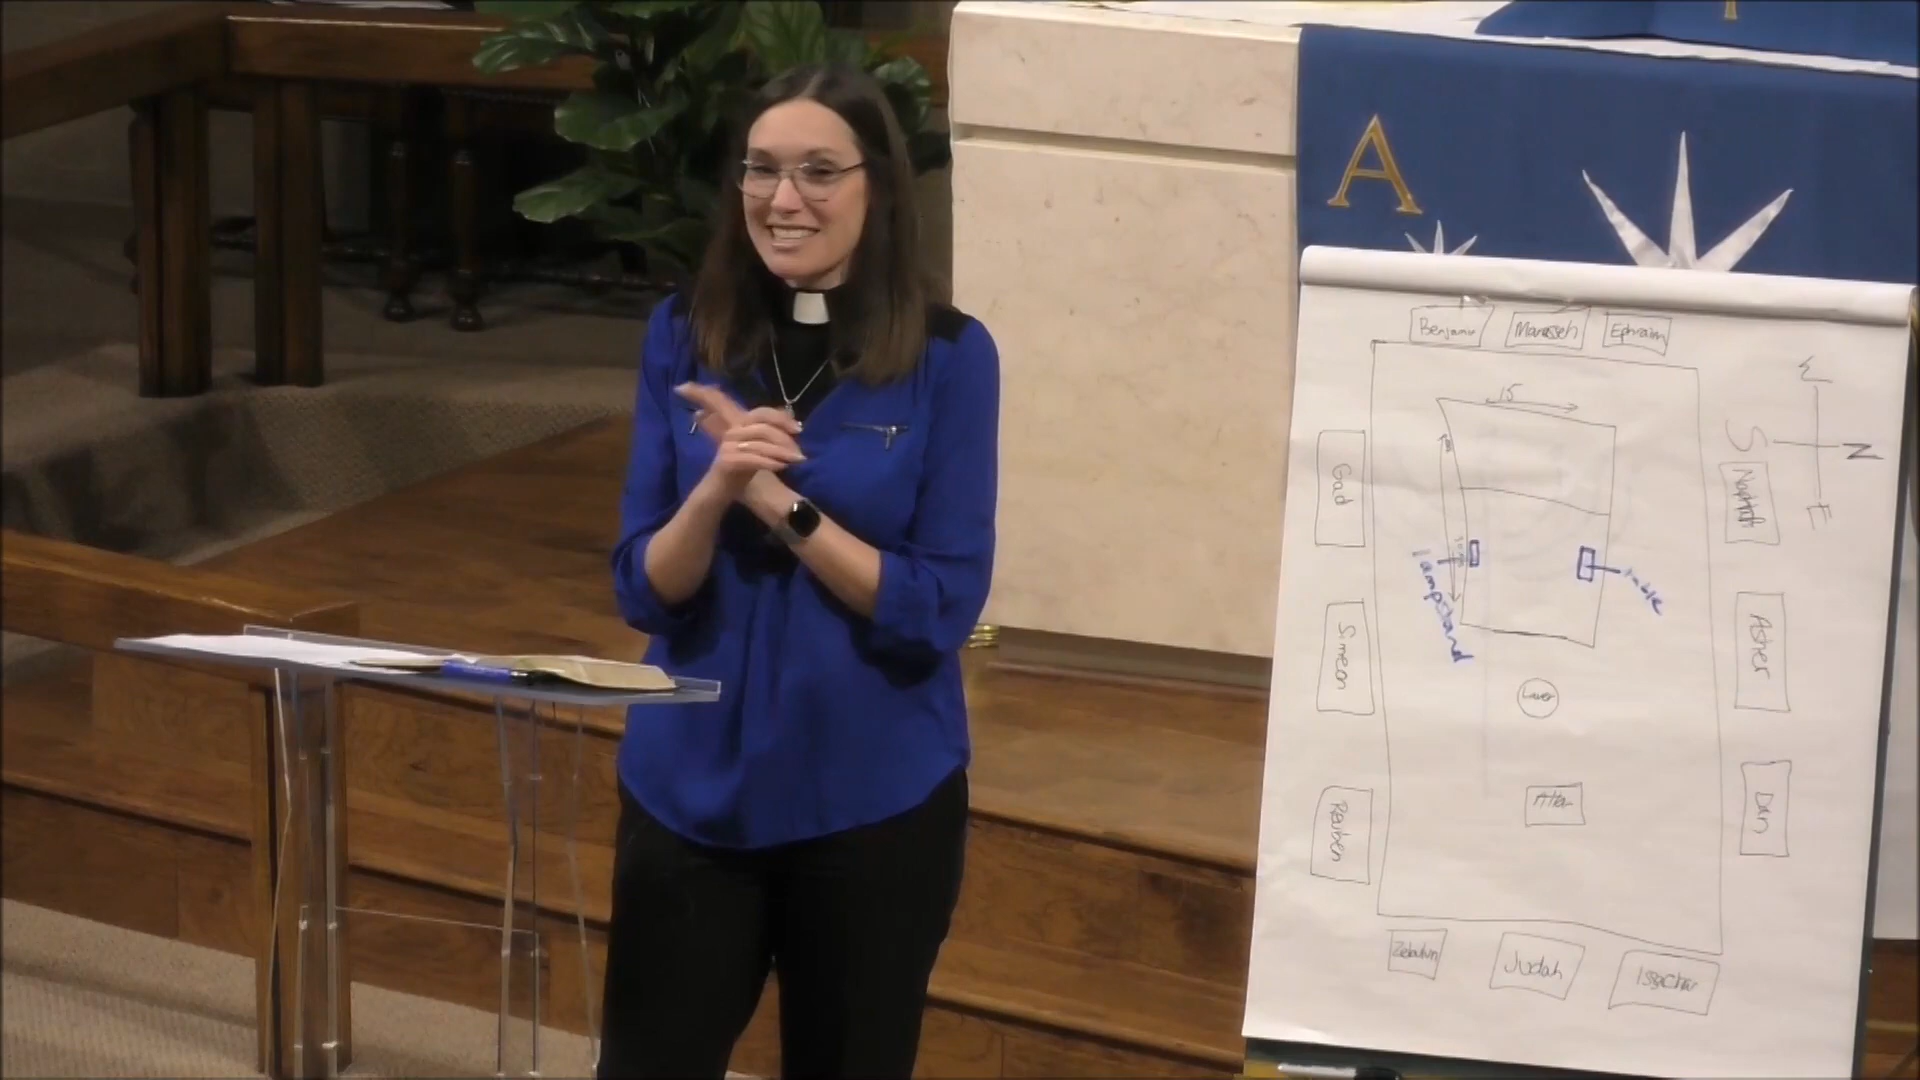 A
Benjamin
Manasseh
Ephraim
W
S
N
E
15
Gad
Naphtali
lampstand
table
Simeon
Asher
Laver
Reuben
Altar
Dan
Zebulun
Judah
Issachar